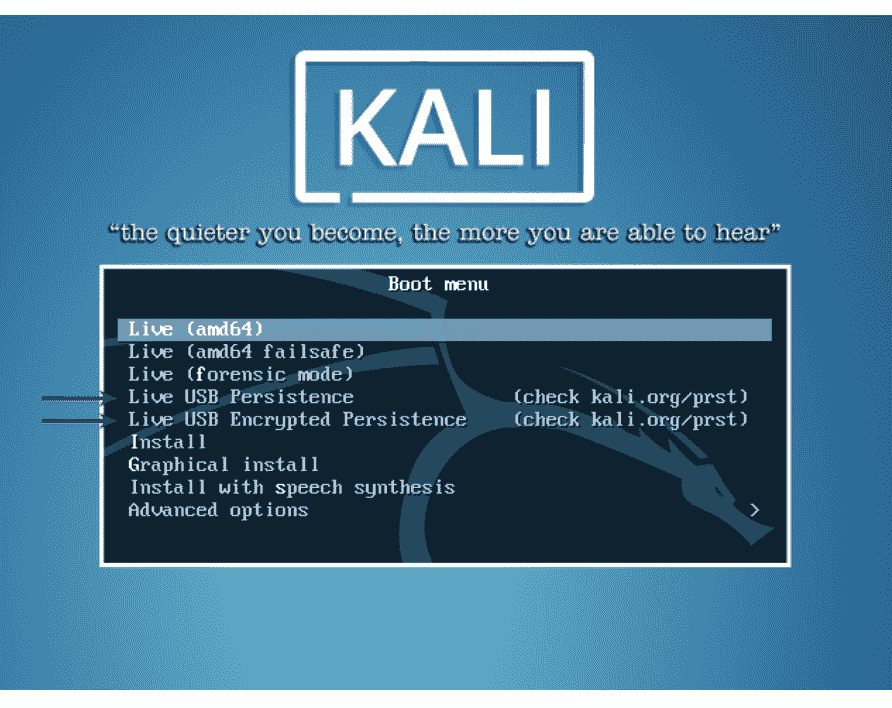 KALI
“the quieter you become, the more you are able to hear”
Boot menu
Live (amd64)
Live (amd64 failsafe)
Live (forensic mode)
Live USB Persistence (check kali.org/prst)
Live USB Encrypted Persistence (check kali.org/prst)
Install
Graphical install
Install with speech synthesis
Advanced options >